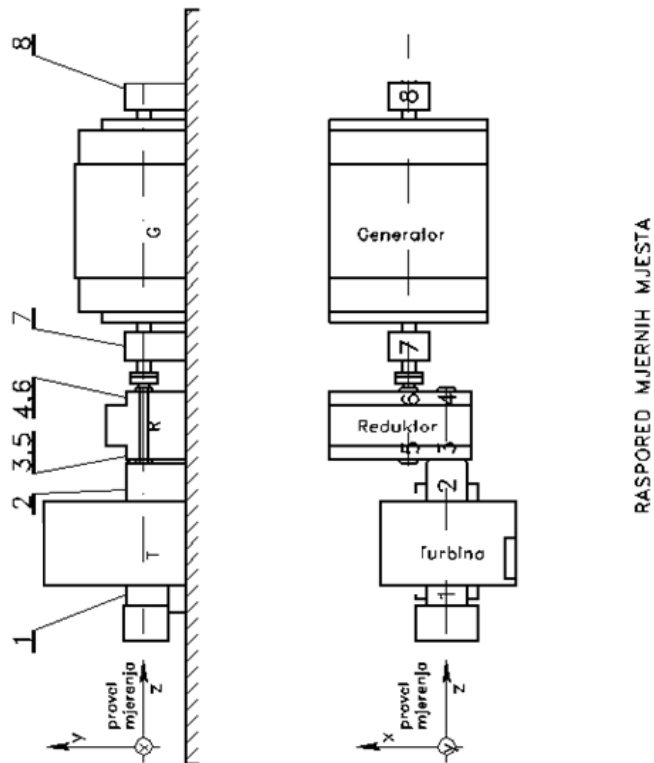 1
2
3,5
4,6
7
8
T
R
G
y
x
z
pravci
mjerenja
1
2
3
4
5
6
7
8
Turbina
Reduktor
Generator
x
y
z
pravci
mjerenja
RASPORED MJERNIH MJESTA